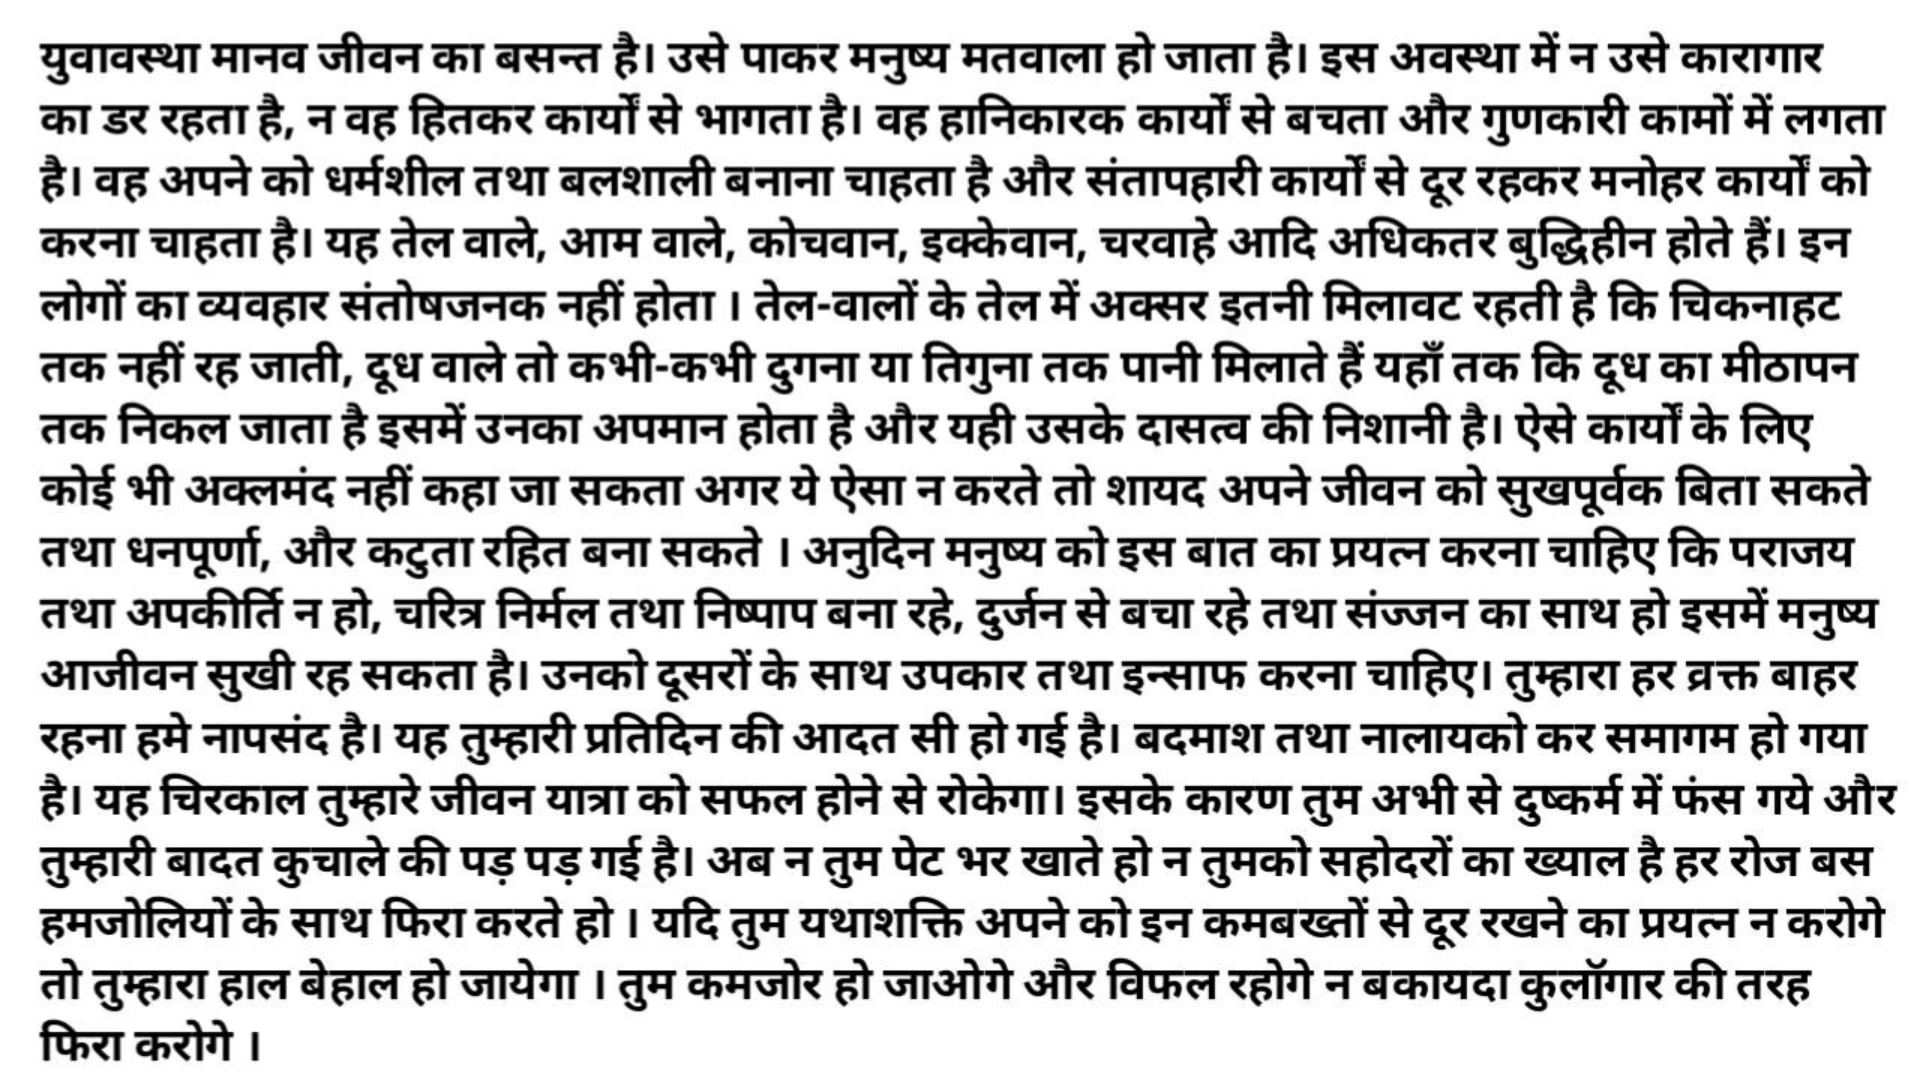 युवावस्था मानव जीवन का बसन्त है। उसे पाकर मनुष्य मतवाला हो जाता है। इस अवस्था में न उसे कारागार
का डर रहता है, न वह हितकर कार्यों से भागता है। वह हानिकारक कार्यों से बचता और गुणकारी कामों में लगता
है। वह अपने को धर्मशील तथा बलशाली बनाना चाहता है और संतापहारी कार्यों से दूर रहकर मनोहर कार्यों को
करना चाहता है। यह तेल वाले, आम वाले, कोचवान, इक्केवान, चरवाहे आदि अधिकतर बुद्धिहीन होते हैं। इन
लोगों का व्यवहार संतोषजनक नहीं होता । तेल-वालों के तेल में अक्सर इतनी मिलावट रहती है कि चिकनाहट
तक नहीं रह जाती, दूध वाले तो कभी-कभी दुगना या तिगुना तक पानी मिलाते हैं यहाँ तक कि दूध का मीठापन
तक निकल जाता है इसमें उनका अपमान होता है और यही उसके दासत्व की निशानी है। ऐसे कार्यों के लिए
कोई भी अक्लमंद नहीं कहा जा सकता अगर ये ऐसा न करते तो शायद अपने जीवन को सुखपूर्वक बिता सकते
तथा धनपूर्णा, और कटुता रहित बना सकते । अनुदिन मनुष्य को इस बात का प्रयत्न करना चाहिए कि पराजय
तथा अपकीर्ति न हो, चरित्र निर्मल तथा निष्पाप बना रहे, दुर्जन से बचा रहे तथा संज्जन का साथ हो इसमें मनुष्य
आजीवन सुखी रह सकता है। उनको दूसरों के साथ उपकार तथा इन्साफ करना चाहिए। तुम्हारा हर व्रक्त बाहर
रहना हमे नापसंद है। यह तुम्हारी प्रतिदिन की आदत सी हो गई है। बदमाश तथा नालायको कर समागम हो गया
है। यह चिरकाल तुम्हारे जीवन यात्रा को सफल होने से रोकेगा। इसके कारण तुम अभी से दुष्कर्म में फंस गये और
तुम्हारी बादत कुचाले की पड़ पड़ गई है। अब न तुम पेट भर खाते हो न तुमको सहोदरों का ख्याल है हर रोज बस
हमजोलियों के साथ फिरा करते हो । यदि तुम यथाशक्ति अपने को इन कमबख्तों से दूर रखने का प्रयत्न न करोगे
तो तुम्हारा हाल बेहाल हो जायेगा । तुम कमजोर हो जाओगे और विफल रहोगे न बकायदा कुलॉगार की तरह
फिरा करोगे ।